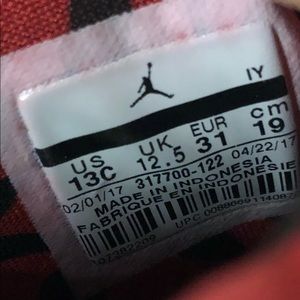 IY
US UK EUR cm
13C 12.5 31 19
02/01/17 317700-122 04/22/17
MADE IN INDONESIA
FABRIQUE EN INDONESIE
UPC